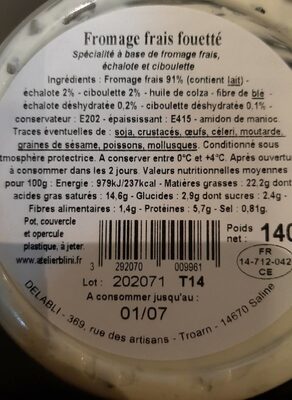 Fromage frais fouetté
Spécialité à base de fromage frais,
échalote et ciboulette
Ingrédients : Fromage frais 91% (contient lait) -
échalote 2% - ciboulette 2% - huile de colza - fibre de blé -
échalote déshydratée 0,2% - ciboulette déshydratée 0.1% -
conservateur : E202 - épaississant : E415 - amidon de manioc.
Traces éventuelles de : soja, crustacés, œufs, céleri, moutarde,
graines de sésame, poissons, mollusques. Conditionné sous
atmosphère protectrice. A conserver entre 0°C et +4°C. Après ouverture
à consommer dans les 2 jours. Valeurs nutritionnelles moyennes
pour 100g : Energie : 979kJ/237kcal - Matières grasses : 22.2g dont
acides gras saturés : 14.6g - Glucides : 2,9g dont sucres : 2.4g -
Fibres alimentaires : 1,4g - Protéines : 5,7g - Sel : 0,81g.
Pot, couvercle
et opercule
plastique, à jeter.
www.atelierblini.fr
3 292070 009961
Poids
net : 140
FR
14-712-042
CE
Lot : 202071 T14
A consommer jusqu'au :
01/07
DELABLI - 369, rue des artisans - Troarn - 14670 Saline